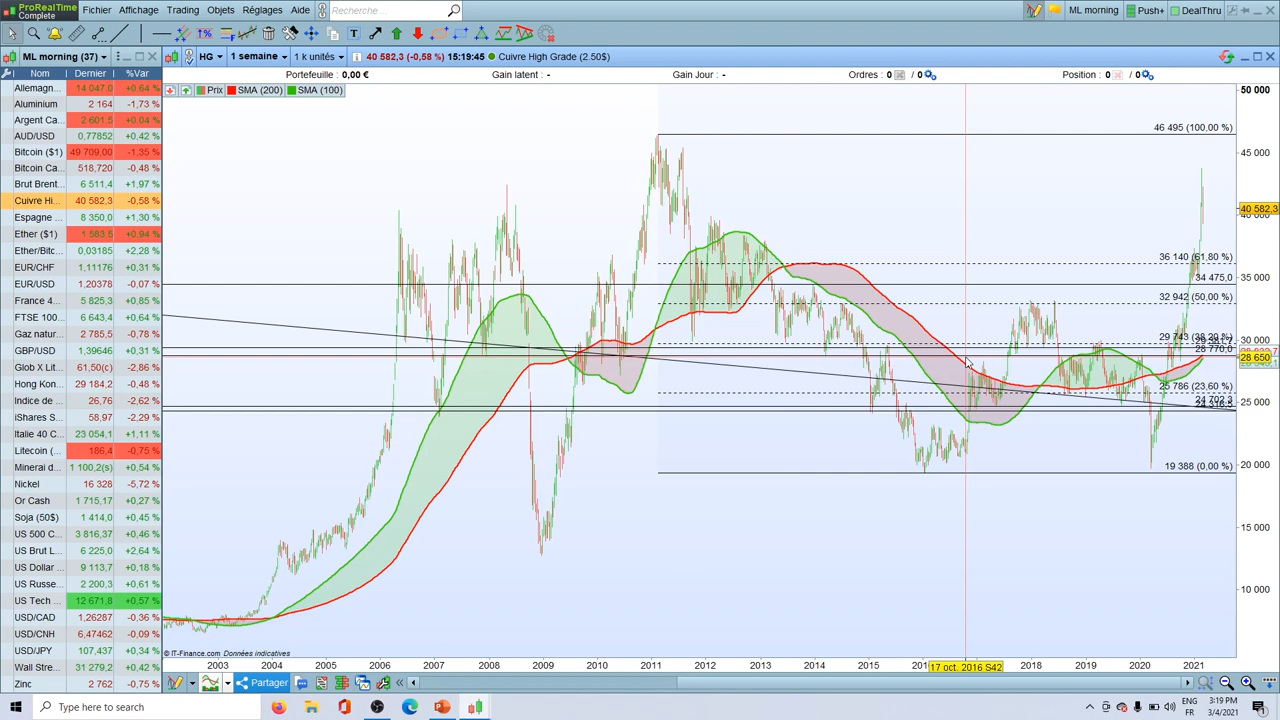 ProRealTime Complete
Fichier Affichage Trading Objets Réglages Aide Recherche ML morning Push+ DealThru
ML morning (37) HG 1 semaine 1 k unités 40 582,3 (-0,58 %) 15:19:45 Cuivre High Grade (2 50$)
Nom Dernier %Var
Portefeuille : 0,00 € Gain latent : - Gain Jour : - Ordres : 0 / 0 Position : 0 / 0
Prix SMA (200) SMA (100)
Allemagn... 14 047,0 +0,64 %
Aluminium 2 164 -1,73 %
Argent Ca... 2 601,5 +0,04 %
AUD/USD 0,77852 +0,42 %
Bitcoin ($1) 49 709,00 -1,35 %
Bitcoin Ca... 518,720 -0,48 %
Brut Brent... 6 511,4 +1,97 %
Cuivre Hi... 40 582,3 -0,58 %
Espagne ... 8 350,0 +1,30 %
Ether ($1) 1 583,5 +0,94 %
Ether/Bitc... 0,03185 +2,28 %
EUR/CHF 1,11176 +0,31 %
EUR/USD 1,20378 -0,07 %
France 4... 5 825,3 +0,85 %
FTSE 100... 6 643,4 +0,64 %
Gaz natur... 2 785,5 -0,78 %
GBP/USD 1,39646 +0,31 %
Glob X Lit... 61,50(c) -2,86 %
Hong Kon... 29 184,2 -0,48 %
Indice de ... 26,76 -2,62 %
iShares S... 58,97 -2,29 %
Italie 40 C... 23 054,1 +1,11 %
Litecoin (... 186,4 -0,75 %
Minerai d... 1 100,2(s) +0,54 %
Nickel 16 328 -5,72 %
Or Cash 1 715,17 +0,27 %
Soja (50$) 1 414,0 +0,45 %
US 500 C... 3 816,37 +0,46 %
US Brut L... 6 225,0 +2,64 %
US Dollar ... 9 113,7 +0,18 %
US Russe... 2 200,3 +0,61 %
US Tech ... 12 671,8 +0,57 %
USD/CAD 1,26287 -0,36 %
USD/CNH 6,47462 -0,09 %
USD/JPY 107,437 +0,34 %
Wall Stre... 31 279,2 +0,42 %
Zinc 2 762 -0,75 %
50 000
46 495 (100,00 %)
45 000
40 582,3
40 000
36 140 (61,80 %)
35 000
34 475,0
32 942 (50,00 %)
30 000
29 743 (38,20 %)
28 770,0
28 650
25 786 (23,60 %)
25 000
24 702,3
20 000
19 388 (0,00 %)
15 000
10 000
© IT-Finance.com Données indicatives
2003 2004 2005 2006 2007 2008 2009 2010 2011 2012 2013 2014 2015 17 oct. 2016 S42 2018 2019 2020 2021
Partager
Type here to search
ENG 3:19 PM
FR 3/4/2021